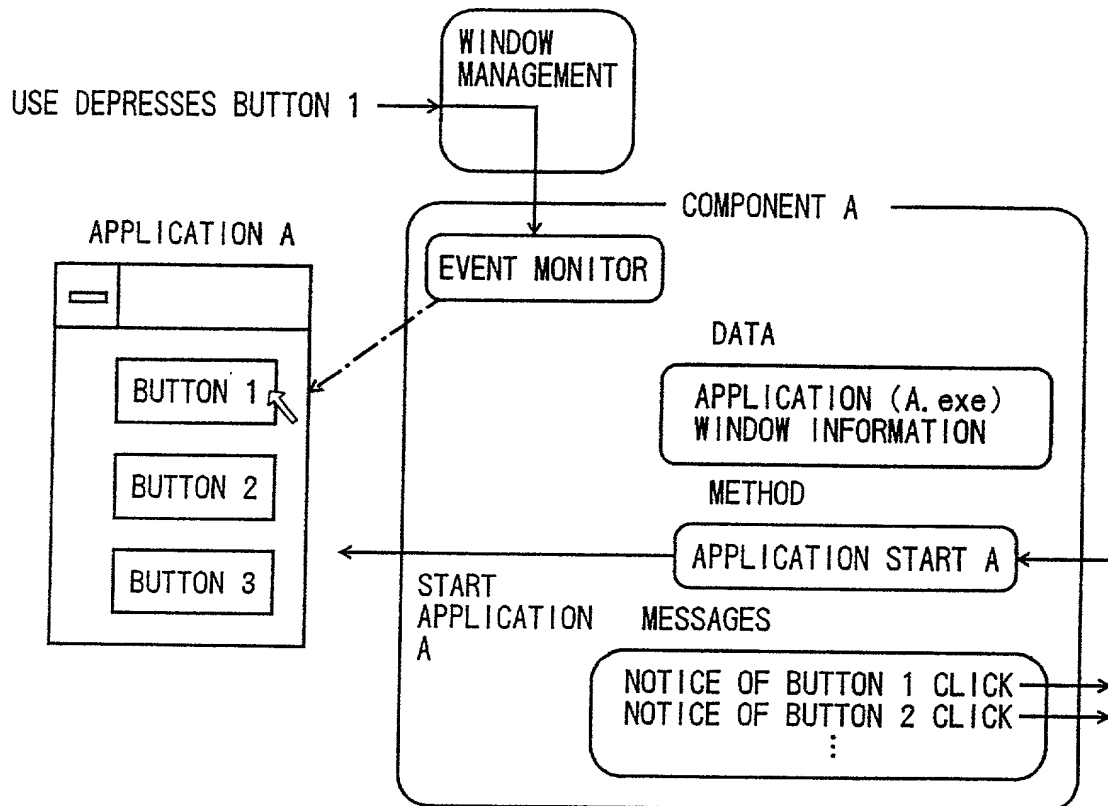 WINDOW
MANAGEMENT
USE DEPRESSES BUTTON 1
COMPONENT A
APPLICATION A
EVENT MONITOR
DATA
BUTTON 1
APPLICATION (A.exe)
WINDOW INFORMATION
BUTTON 2
METHOD
APPLICATION START A
BUTTON 3
START
APPLICATION
A
MESSAGES
NOTICE OF BUTTON 1 CLICK
NOTICE OF BUTTON 2 CLICK
⋮